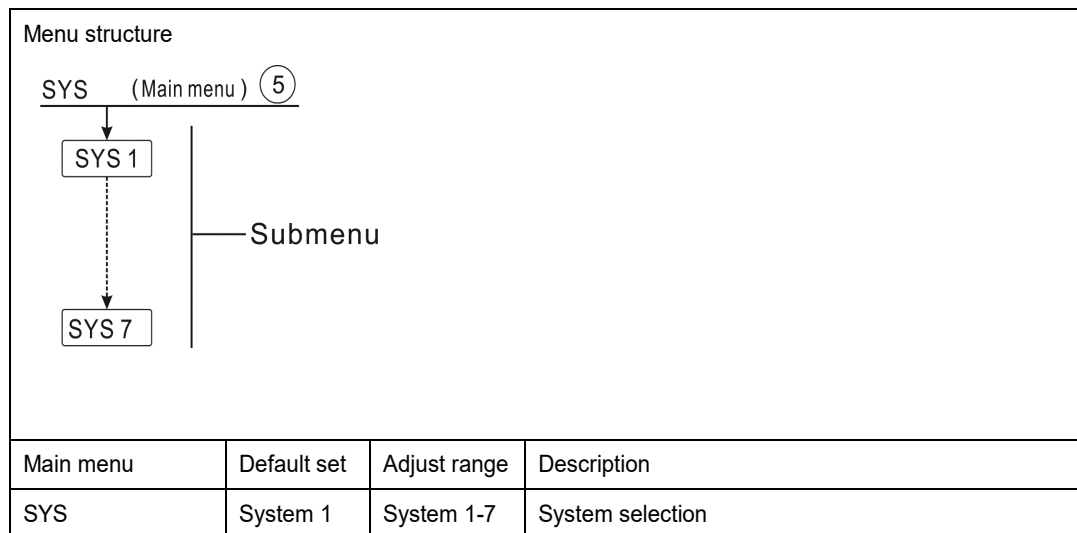 Menu structure
SYS (Main menu) 5
SYS 1
Submenu
SYS 7
Main menu Default set Adjust range Description
SYS System 1 System 1-7 System selection